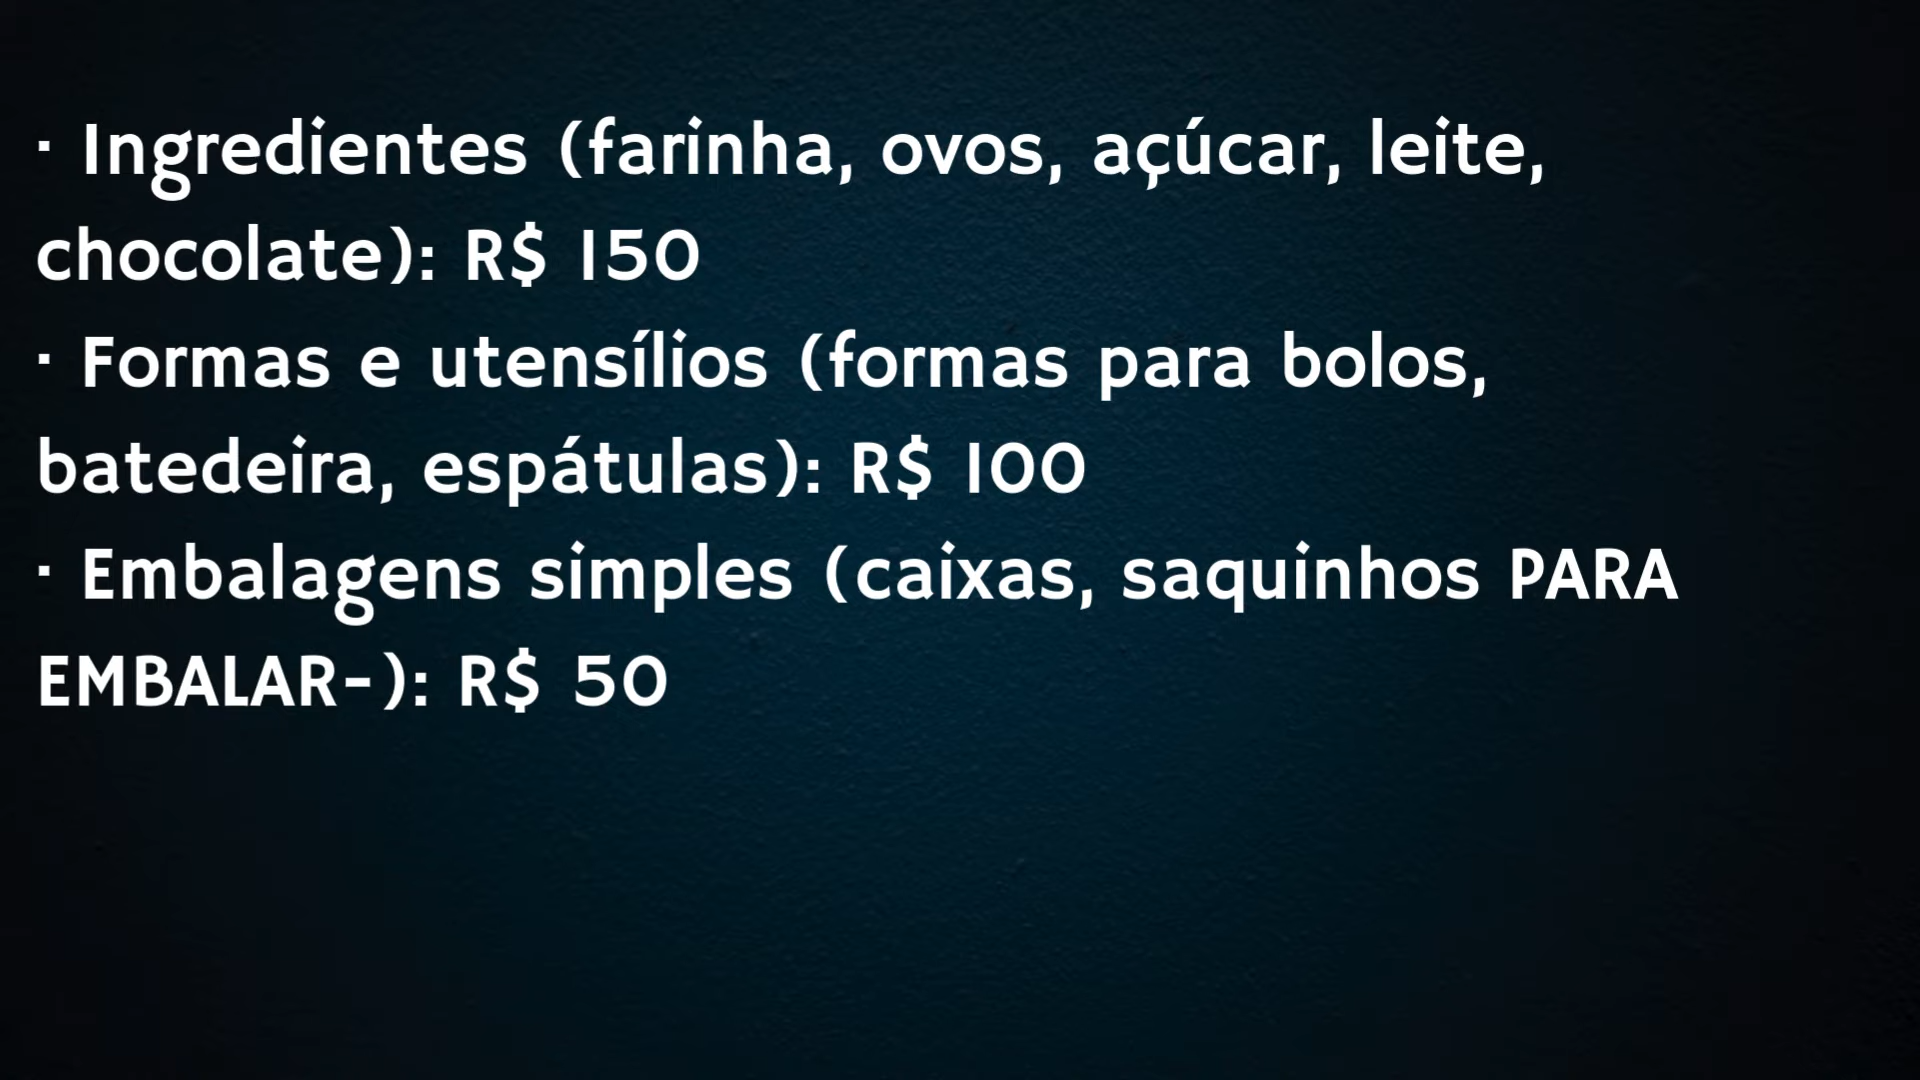 · Ingredientes (farinha, ovos, açúcar, leite,
chocolate): R$ 150
· Formas e utensílios (formas para bolos,
batedeira, espátulas): R$ 100
· Embalagens simples (caixas, saquinhos PARA
EMBALAR-): R$ 50